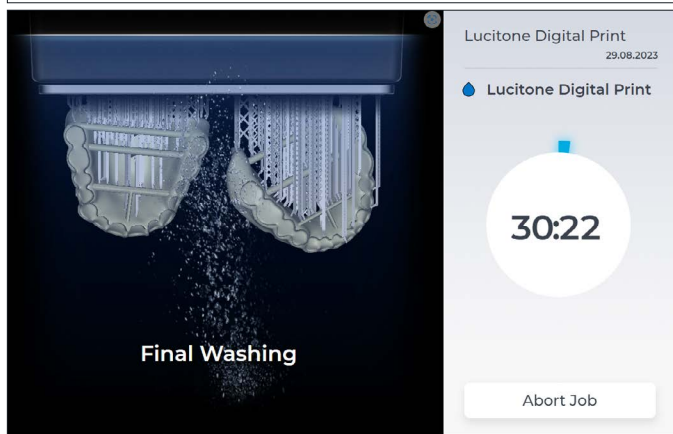 Lucitone Digital Print
29.08.2023
Lucitone Digital Print
30:22
Final Washing
Abort Job